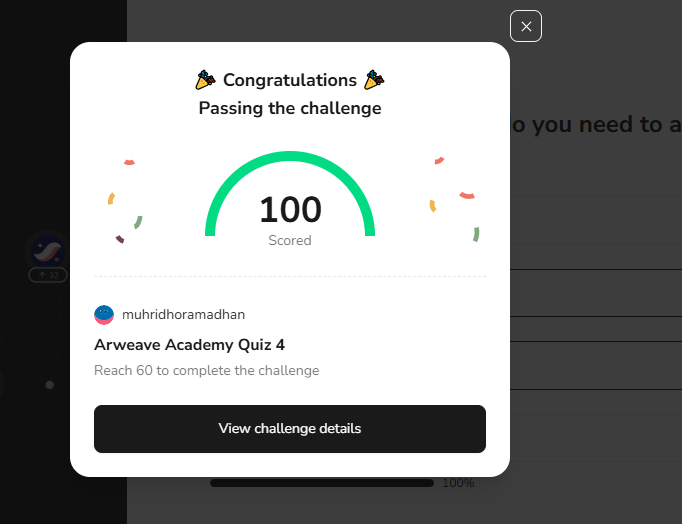 Congratulations
Passing the challenge
o you need to a
100
Scored
32
muhridhoramadhan
Arweave Academy Quiz 4
Reach 60 to complete the challenge
View challenge details
100%